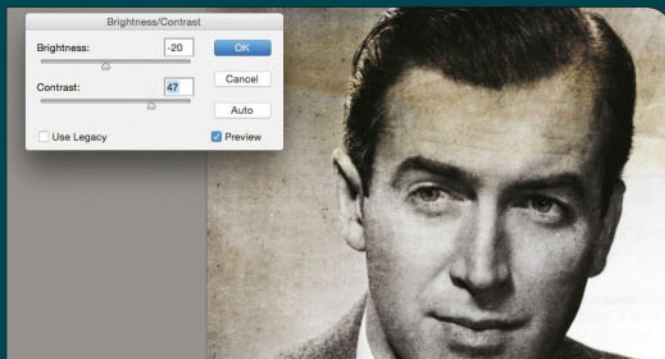 Brightness/Contrast
Brightness: -20 OK
Contrast: 47 Cancel
Auto
Use Legacy Preview